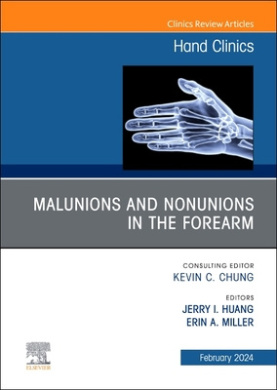 Clinics Review Articles
Hand Clinics
MALUNIONS AND NONUNIONS
IN THE FOREARM
CONSULTING EDITOR
KEVIN C. CHUNG
EDITORS
JERRY I. HUANG
ERIN A. MILLER
ELSEVIER
February 2024